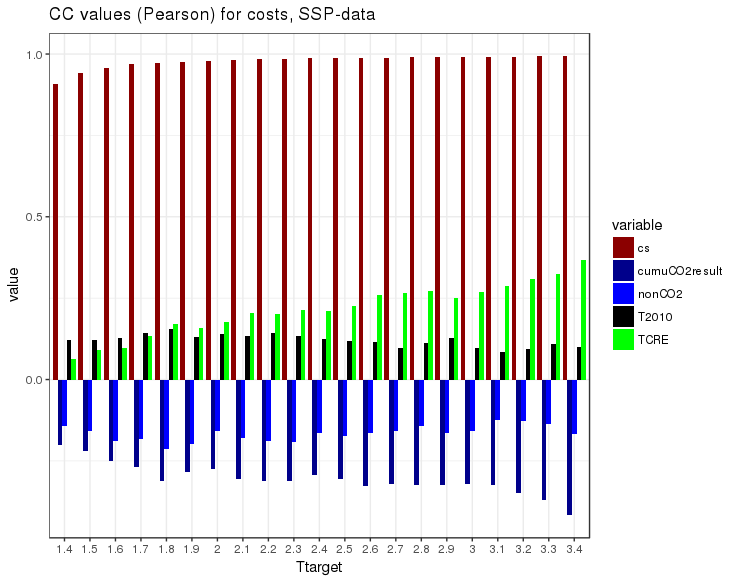 CC values (Pearson) for costs, SSP-data
1.0
0.5
0.0
value
1.4 1.5 1.6 1.7 1.8 1.9 2 2.1 2.2 2.3 2.4 2.5 2.6 2.7 2.8 2.9 3 3.1 3.2 3.3 3.4
Ttarget
variable
cs
cumuCO2result
nonCO2
T2010
TCRE